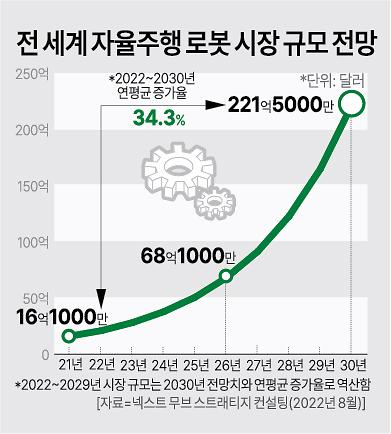 전 세계 자율주행 로봇 시장 규모 전망
250억
*2022~2030년
연평균 증가율
34.3%
*단위: 달러
221억5000만
200억
150억
100억
68억1000만
50억
16억1000만
0
21년 22년 23년 24년 25년 26년 27년 28년 29년 30년
*2022~2029년 시장 규모는 2030년 전망치와 연평균 증가율로 역산함
[자료=넥스트 무브 스트래티지 컨설팅(2022년 8월)]